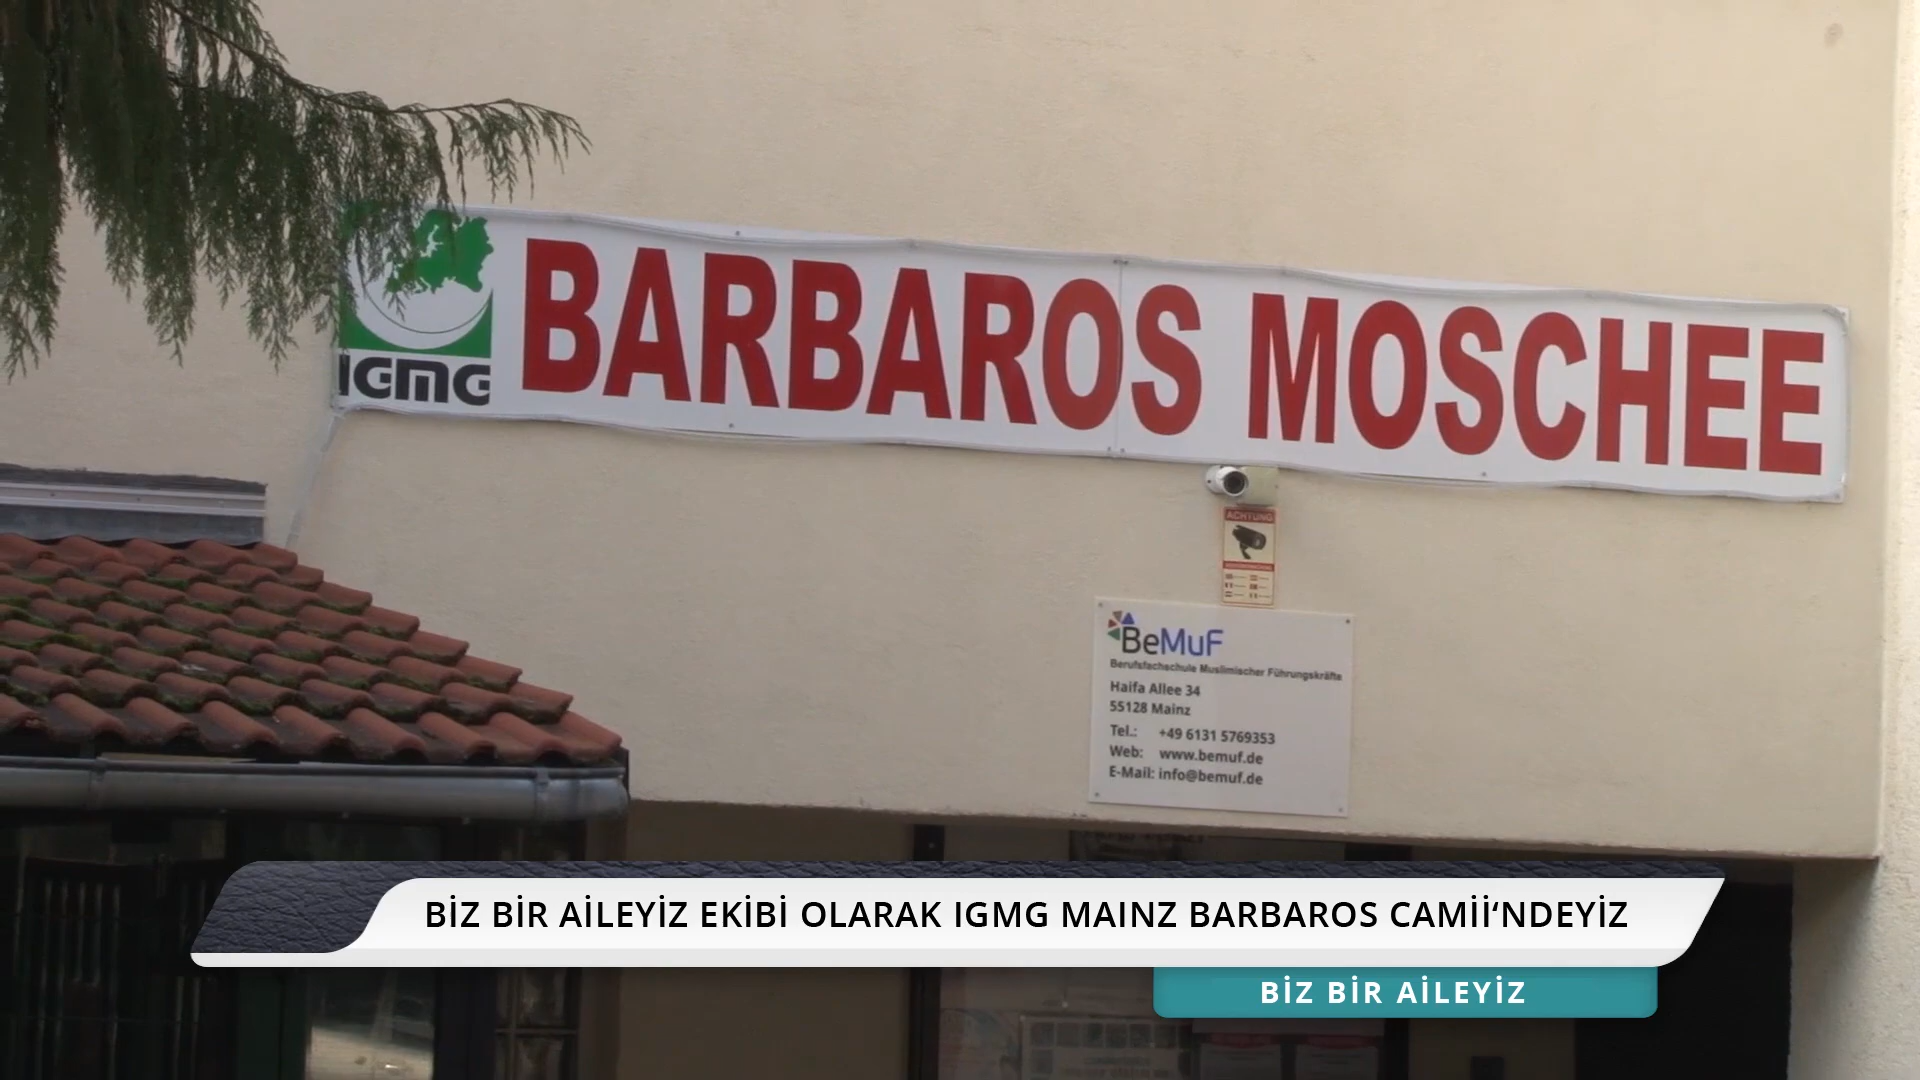 IGMG
BARBAROS MOSCHEE
ACHTUNG
BeMuF
Berufsfachschule Muslimischer Führungskräfte
Haifa Allee 34
55128 Mainz
Tel.: +49 6131 5769353
Web: www.bemuf.de
E-Mail: info@bemuf.de
BİZ BİR AİLEYİZ EKİBİ OLARAK IGMG MAINZ BARBAROS CAMİİ‘NDEYİZ
BİZ BİR AİLEYİZ